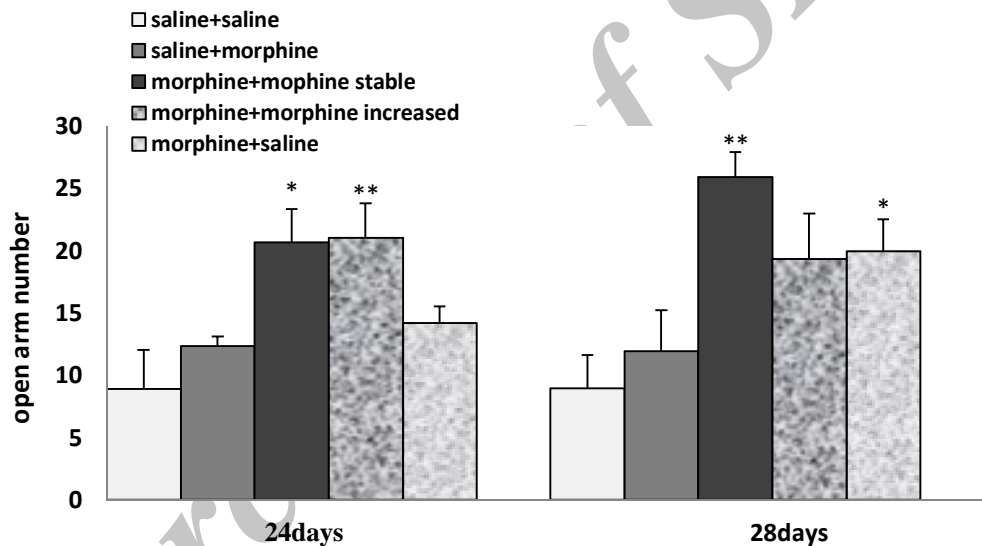 saline+saline
saline+morphine
morphine+mophine stable
morphine+morphine increased
morphine+saline
30
25
20
15
10
5
0
open arm number
*
**
**
*
24days
28days